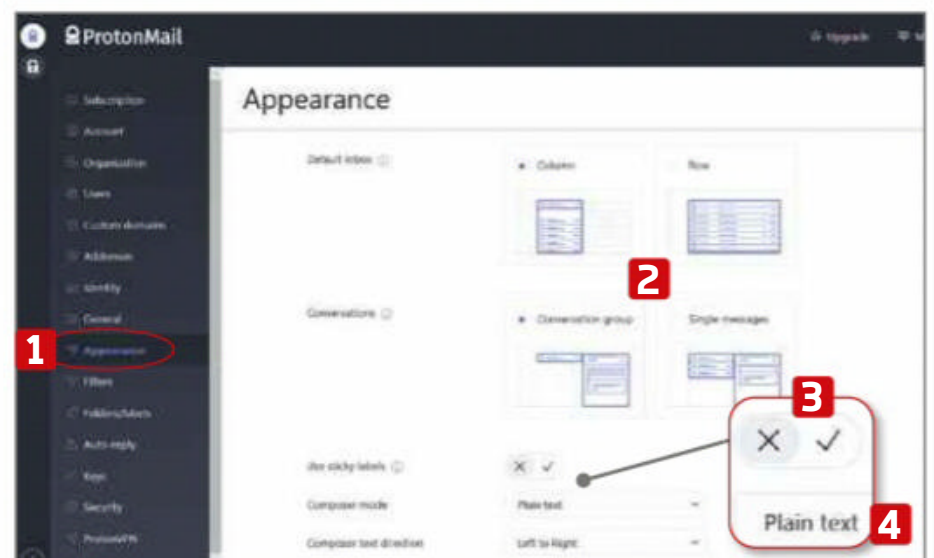 ProtonMail
Upgrade
Subscription
Account
Organization
Users
Custom domains
Addresses
Identity
General
1
Appearance
Filters
Folders/labels
Auto-reply
Keys
Security
ProtonVPN
Appearance
Default inbox
Column
Row
2
Conversations
Conversation group
Single messages
3
Use sticky labels
Composer mode
Plain text
Composer text direction
Left to Right
Plain text
4